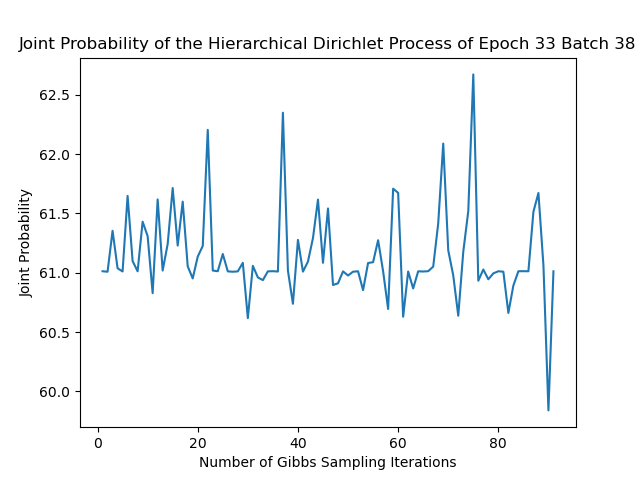 Joint Probability of the Hierarchical Dirichlet Process of Epoch 33 Batch 38
62.5
62.0
61.5
61.0
60.5
60.0
Joint Probability
0 20 40 60 80
Number of Gibbs Sampling Iterations